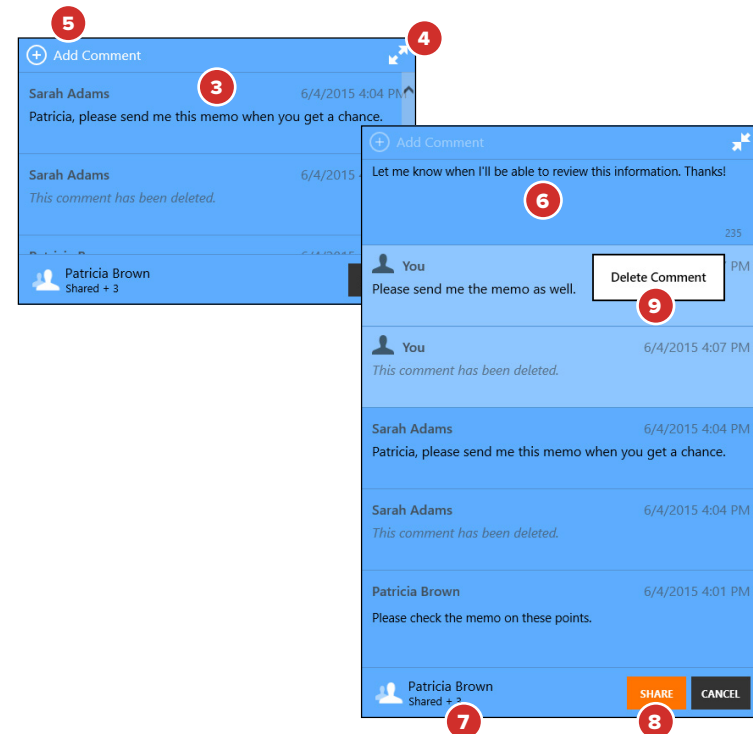 5
4
Add Comment
3
Sarah Adams 6/4/2015 4:04 PM
Patricia, please send me this memo when you get a chance.
Sarah Adams 6/4/2015
This comment has been deleted.
Patricia Brown
Shared + 3
Add Comment
Let me know when I'll be able to review this information. Thanks!
6
235
You PM
Delete Comment
Please send me the memo as well.
9
You 6/4/2015 4:07 PM
This comment has been deleted.
Sarah Adams 6/4/2015 4:04 PM
Patricia, please send me this memo when you get a chance.
Sarah Adams 6/4/2015 4:04 PM
This comment has been deleted.
Patricia Brown 6/4/2015 4:01 PM
Please check the memo on these points.
Patricia Brown
Shared + 3
SHARE CANCEL
7
8